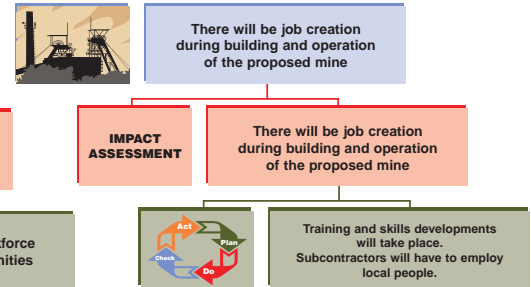 There will be job creation
during building and operation
of the proposed mine
IMPACT
ASSESSMENT
There will be job creation
during building and operation
of the proposed mine
Act
Plan
Do
Check
Training and skills developments
will take place.
Subcontractors will have to employ
local people.